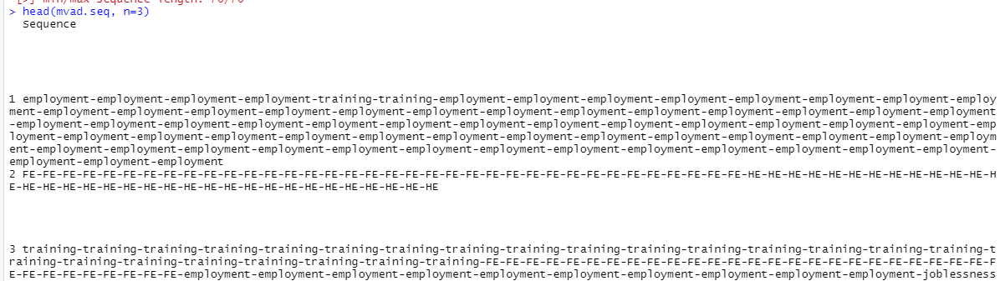 [>] min/max sequence length: 70/70
> head(mvad.seq, n=3)
Sequence
1 employment-employment-employment-employment-training-training-employment-employment-employment-employment-employment-employment-employment-employ
ment-employment-employment-employment-employment-employment-employment-employment-employment-employment-employment-employment-employment-employment
-employment-employment-employment-employment-employment-employment-employment-employment-employment-employment-employment-employment-employment-emp
loyment-employment-employment-employment-employment-employment-employment-employment-employment-employment-employment-employment-employment-employm
ent-employment-employment-employment-employment-employment-employment-employment-employment-employment-employment-employment-employment-employment-
employment-employment-employment
2 FE-FE-FE-FE-FE-FE-FE-FE-FE-FE-FE-FE-FE-FE-FE-FE-FE-FE-FE-FE-FE-FE-FE-FE-FE-FE-FE-FE-FE-FE-FE-FE-FE-FE-FE-FE-HE-HE-HE-HE-HE-HE-HE-HE-HE-HE-HE-HE-H
E-HE-HE-HE-HE-HE-HE-HE-HE-HE-HE-HE-HE-HE-HE-HE-HE-HE-HE-HE-HE-HE
3 training-training-training-training-training-training-training-training-training-training-training-training-training-training-training-training-t
raining-training-training-training-training-training-training-training-FE-FE-FE-FE-FE-FE-FE-FE-FE-FE-FE-FE-FE-FE-FE-FE-FE-FE-FE-FE-FE-FE-FE-FE-FE-F
E-FE-FE-FE-FE-FE-FE-FE-FE-employment-employment-employment-employment-employment-employment-employment-employment-employment-employment-joblessness